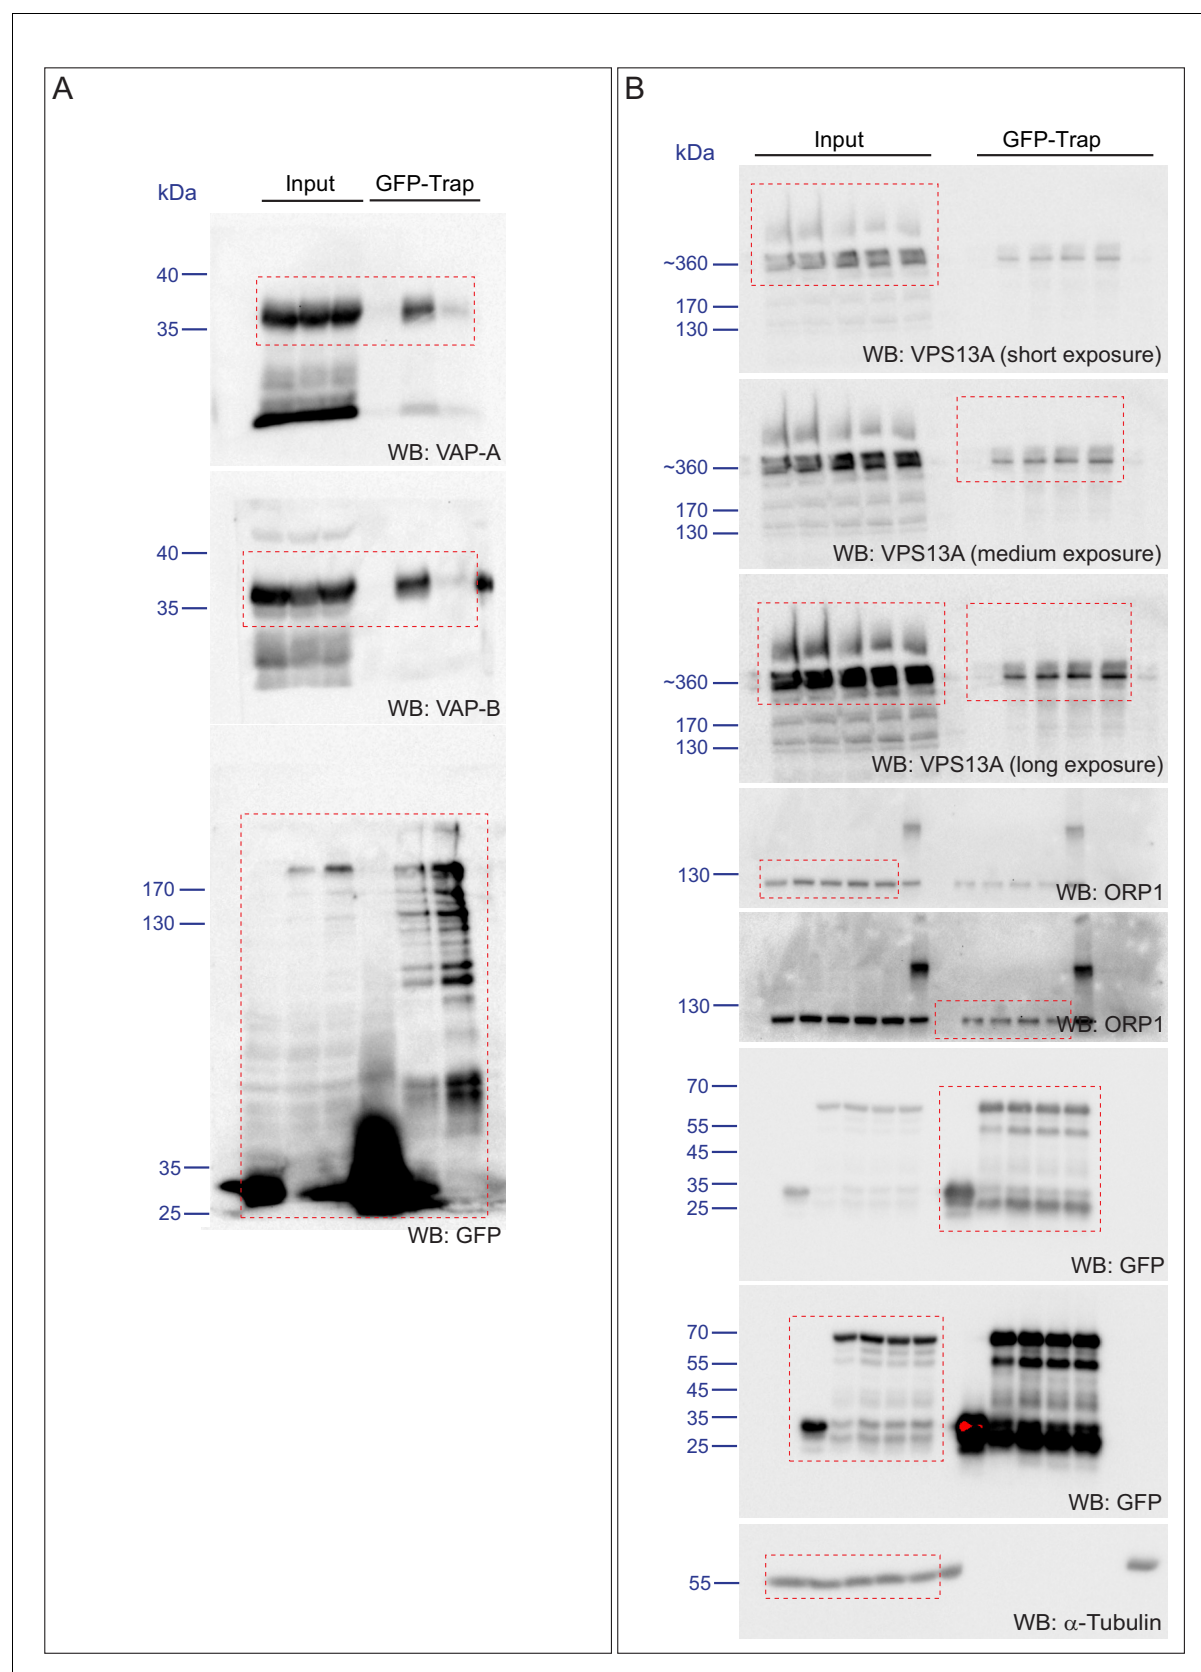 A
kDa
Input
GFP-Trap
40
35
WB: VAP-A
40
35
WB: VAP-B
170
130
35
25
WB: GFP
B
kDa
Input
GFP-Trap
~360
170
130
WB: VPS13A (short exposure)
~360
170
130
WB: VPS13A (medium exposure)
~360
170
130
WB: VPS13A (long exposure)
130
WB: ORP1
130
WB: ORP1
70
55
45
35
25
WB: GFP
70
55
45
35
25
WB: GFP
55
WB: α-Tubulin